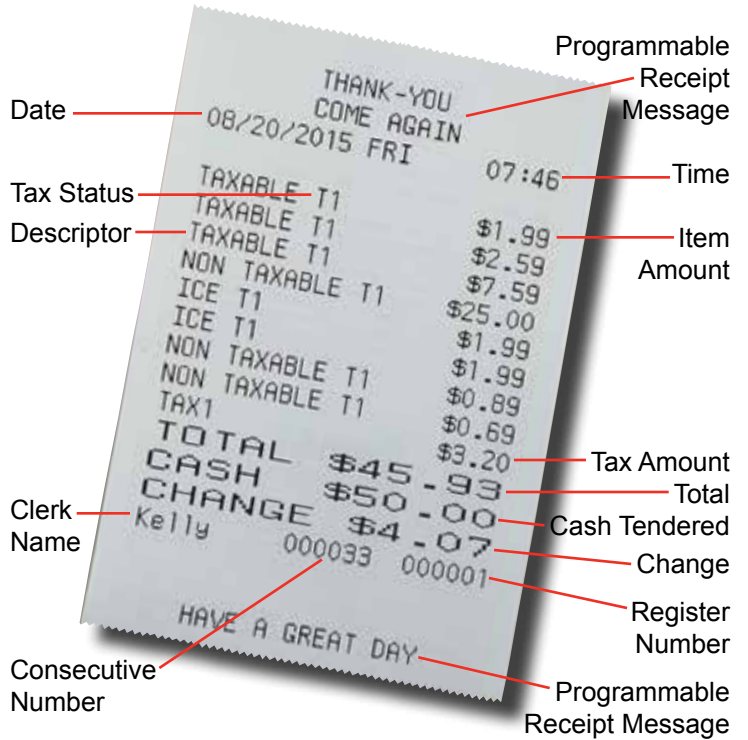 Programmable
Receipt
Message
THANK-YOU
COME AGAIN
Date
08/20/2015 FRI
07:46
Time
Tax Status
TAXABLE T1
$1.99
Item
Amount
Descriptor
TAXABLE T1
$2.59
TAXABLE T1
$7.59
NON TAXABLE T1
$25.00
ICE T1
$1.99
ICE T1
$1.99
NON TAXABLE T1
$0.89
NON TAXABLE T1
$0.69
TAX1
$3.20
Tax Amount
TOTAL $45.93
Total
CASH $50.00
Cash Tendered
CHANGE $4.07
Change
Clerk
Name
Kelly 000033 000001
Register
Number
HAVE A GREAT DAY
Consecutive
Number
Programmable
Receipt Message